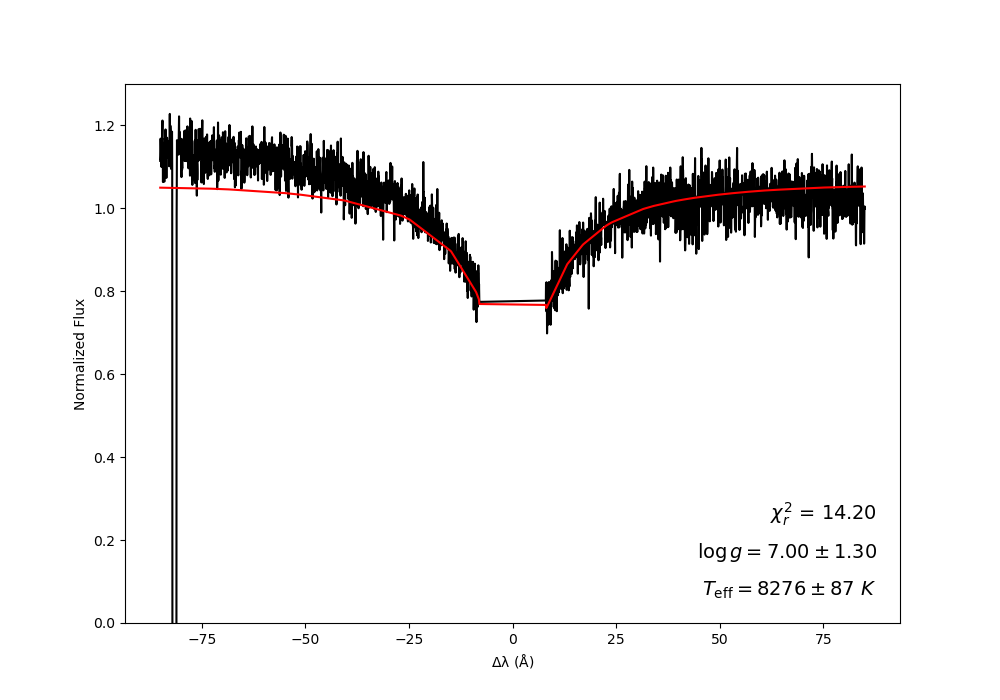 1.2
1.0
0.8
0.6
0.4
0.2
0.0
Normalized Flux
χ²ᵣ = 14.20
log g = 7.00 ± 1.30
T_eff = 8276 ± 87 K
−75 −50 −25 0 25 50 75
Δλ (Å)